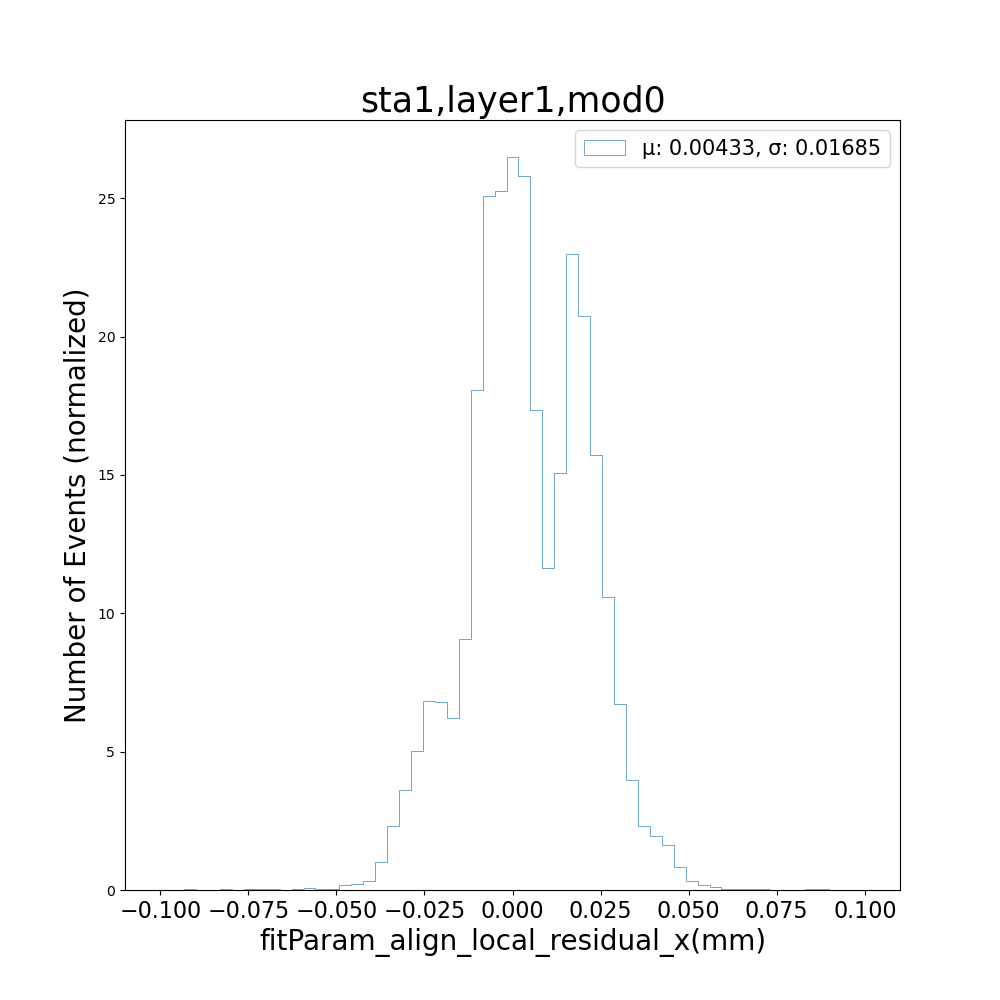 sta1,layer1,mod0
μ: 0.00433, σ: 0.01685
Number of Events (normalized)
25
20
15
10
5
0
−0.100 −0.075 −0.050 −0.025 0.000 0.025 0.050 0.075 0.100
fitParam_align_local_residual_x(mm)